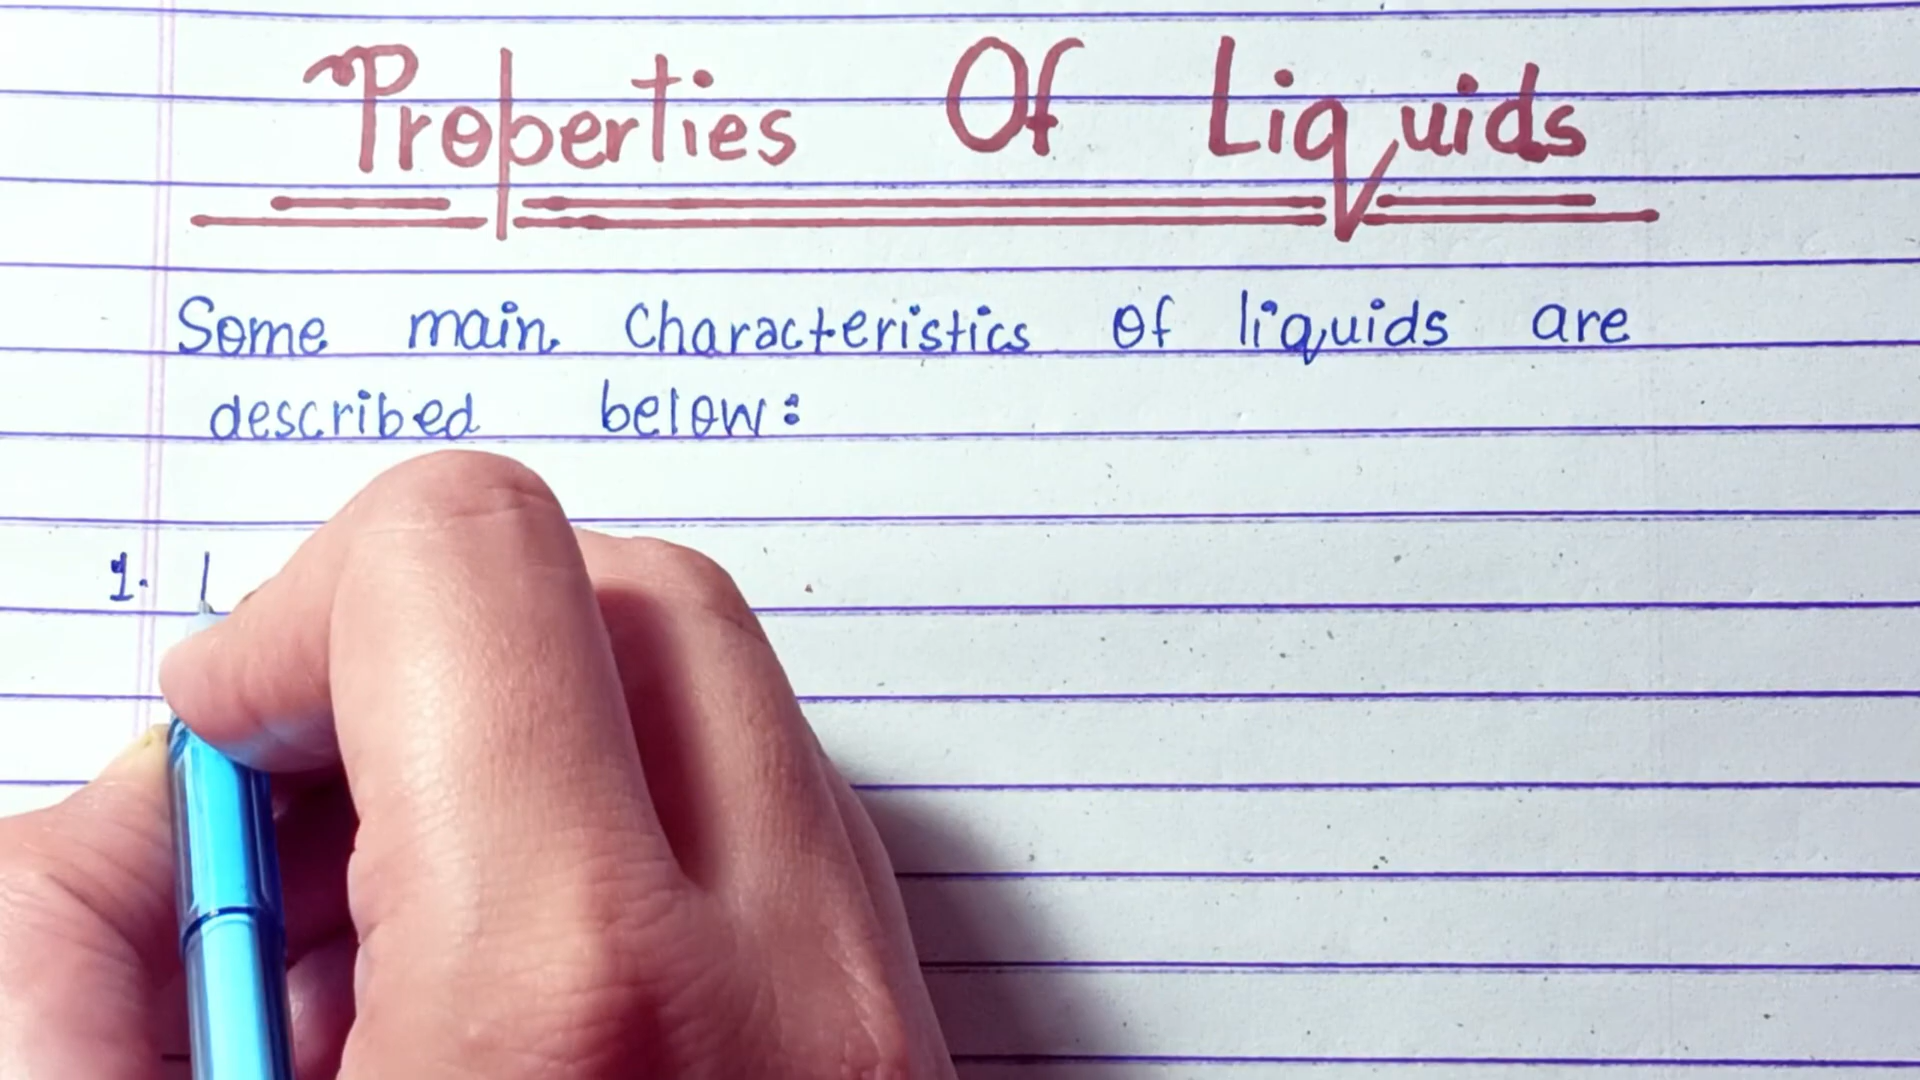 Properties Of Liquids
Some main Characteristics Of liquids are
described below:
1.